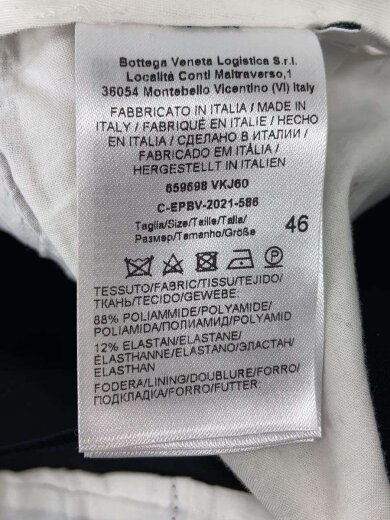 Bottega Veneta Logistica S.r.l.
Località Conti Maltraverso,1
36054 Montebello Vicentino (VI) Italy
FABBRICATO IN ITALIA / MADE IN
ITALY / FABRIQUÉ EN ITALIE / HECHO
EN ITALIA / СДЕЛАНО В ИТАЛИИ /
FABRICADO EM ITÁLIA /
HERGESTELLT IN ITALIEN
659698 VKJ60
C-EPBV-2021-586
Taglia/Size/Taille/Talla/
Размер/Tamanho/Größe 46
TESSUTO/FABRIC/TISSU/TEJIDO/
ТКАНЬ/TECIDO/GEWEBE:
88% POLIAMMIDE/POLYAMIDE/
POLIAMIDA/ПОЛИАМИД/POLYAMID
12% ELASTAN/ELASTANE/
ÉLASTHANNE/ELASTANO/ЭЛАСТАН/
ELASTHAN
FODERA/LINING/DOUBLURE/FORRO/
ПОДКЛАДКА/FORRO/FUTTER: